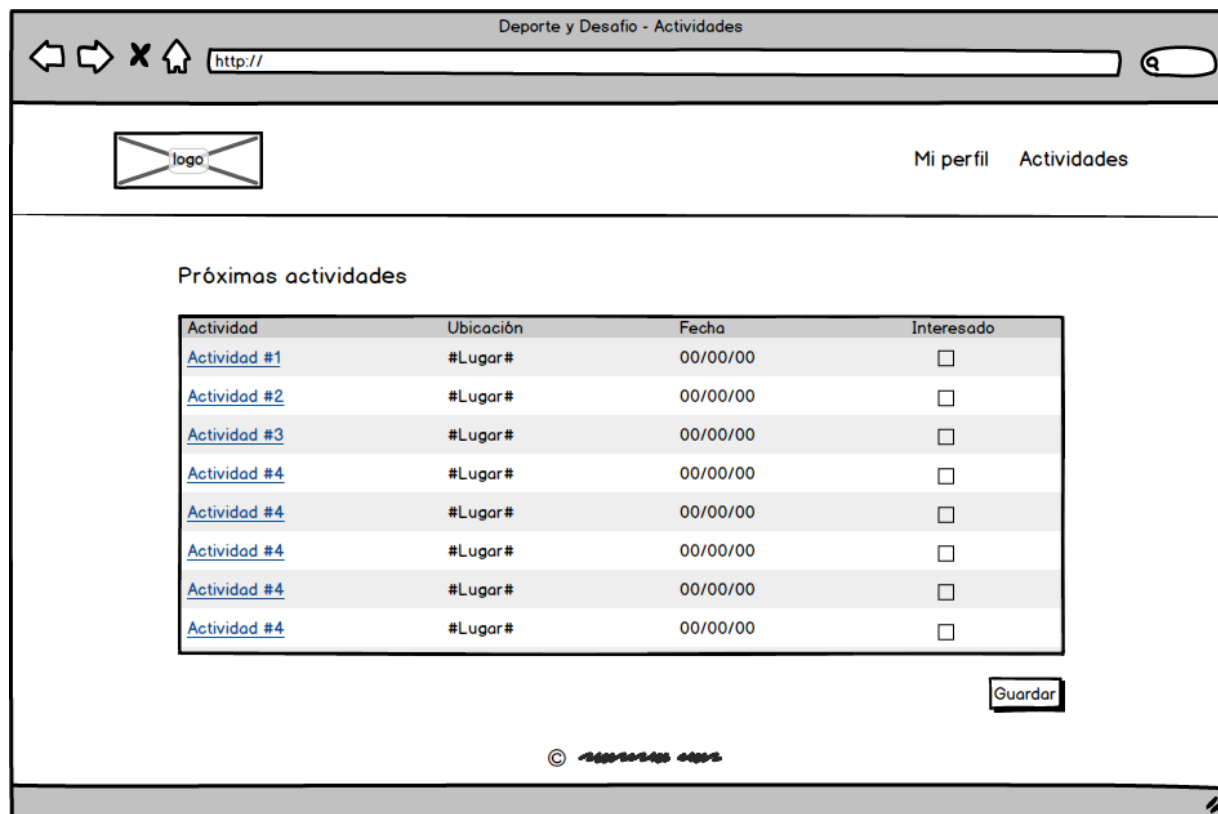 Deporte y Desafio - Actividades
http://
logo
Mi perfil Actividades
Próximas actividades
Actividad Ubicación Fecha Interesado
Actividad #1 #Lugar# 00/00/00
Actividad #2 #Lugar# 00/00/00
Actividad #3 #Lugar# 00/00/00
Actividad #4 #Lugar# 00/00/00
Actividad #4 #Lugar# 00/00/00
Actividad #4 #Lugar# 00/00/00
Actividad #4 #Lugar# 00/00/00
Actividad #4 #Lugar# 00/00/00
Guardar
©